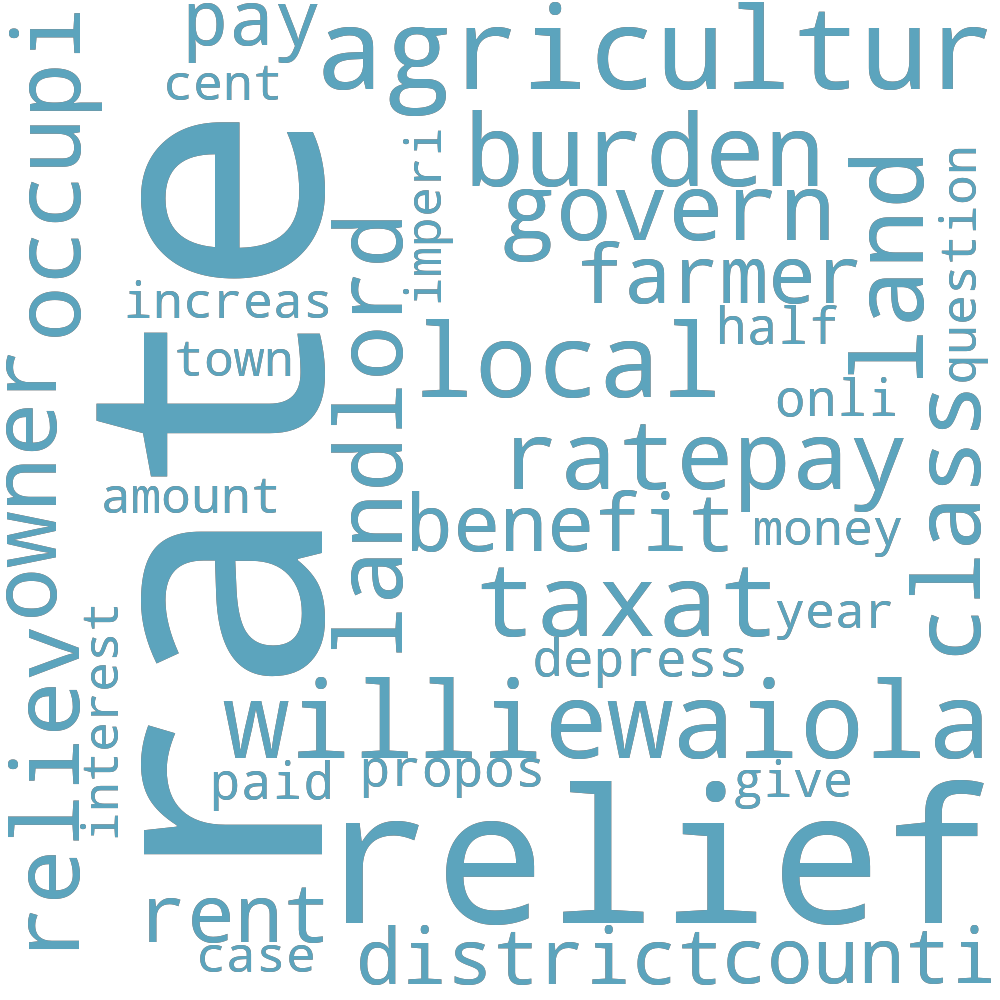 pay
agricultur
cent
occupi
rate
burden
imperi
land
question
govern
landlord
farmer
increas
half
local
town
owner
onli
class
ratepay
amount
benefit
money
taxat
year
interest
reliev
depress
williewaiola
propos
paid
give
relief
rent
case
district
counti